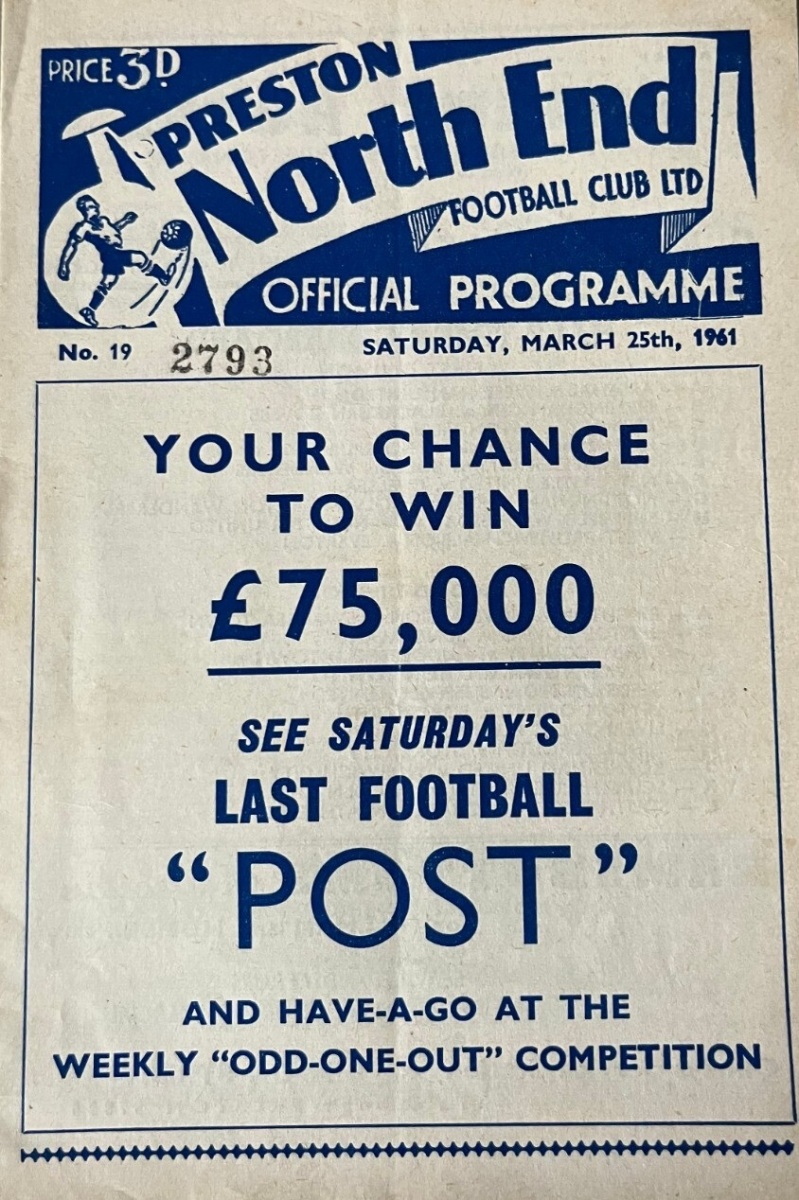 PRICE 3D
PRESTON
North End
FOOTBALL CLUB LTD
OFFICIAL PROGRAMME
No. 19 2793 SATURDAY, MARCH 25th, 1961
YOUR CHANCE
TO WIN
£75,000
SEE SATURDAY'S
LAST FOOTBALL
"POST"
AND HAVE-A-GO AT THE
WEEKLY "ODD-ONE-OUT" COMPETITION